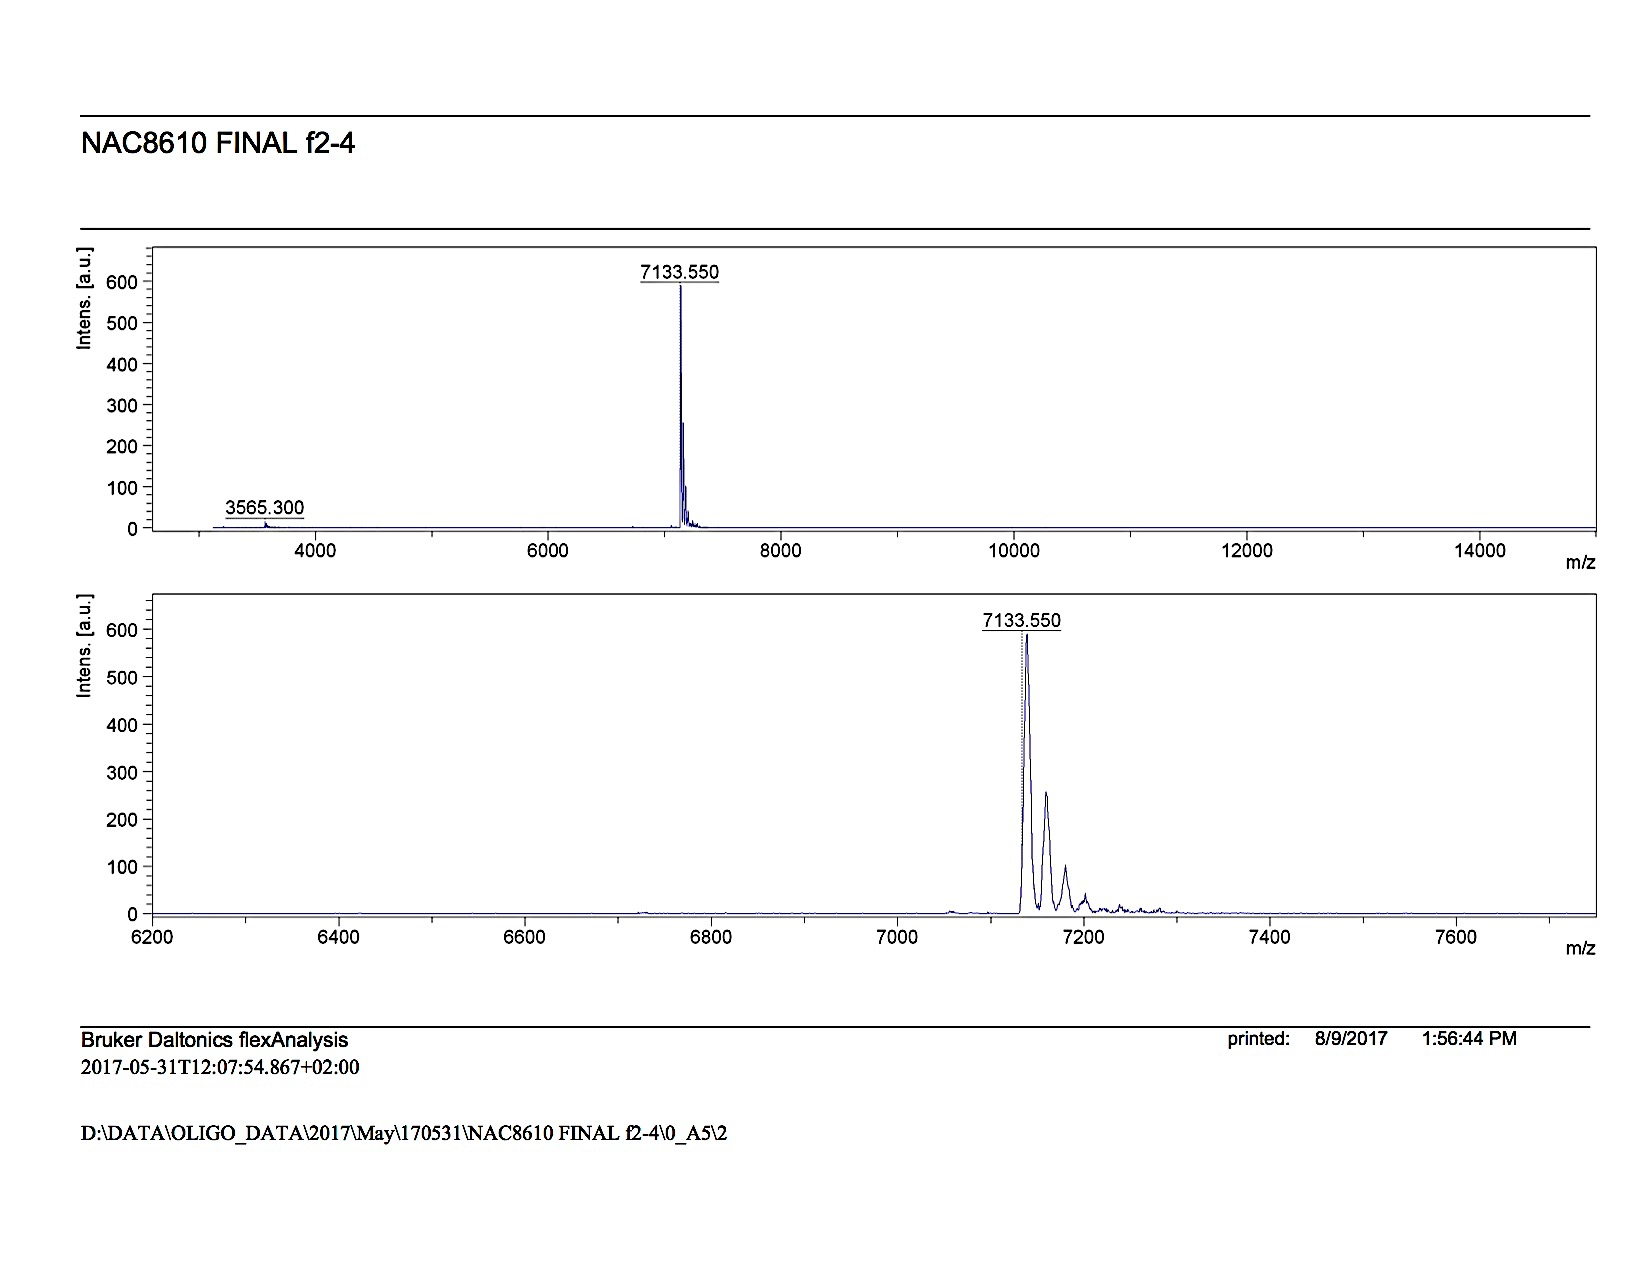 NAC8610 FINAL f2-4
Intens. [a.u.]
7133.550
600
500
400
300
200
100
0
3565.300
4000 6000 8000 10000 12000 14000
m/z
Intens. [a.u.]
7133.550
600
500
400
300
200
100
0
6200 6400 6600 6800 7000 7200 7400 7600
m/z
Bruker Daltonics flexAnalysis printed: 8/9/2017 1:56:44 PM
2017-05-31T12:07:54.867+02:00
D:\DATA\OLIGO_DATA\2017\May\170531\NAC8610 FINAL f2-4\0_A5\2